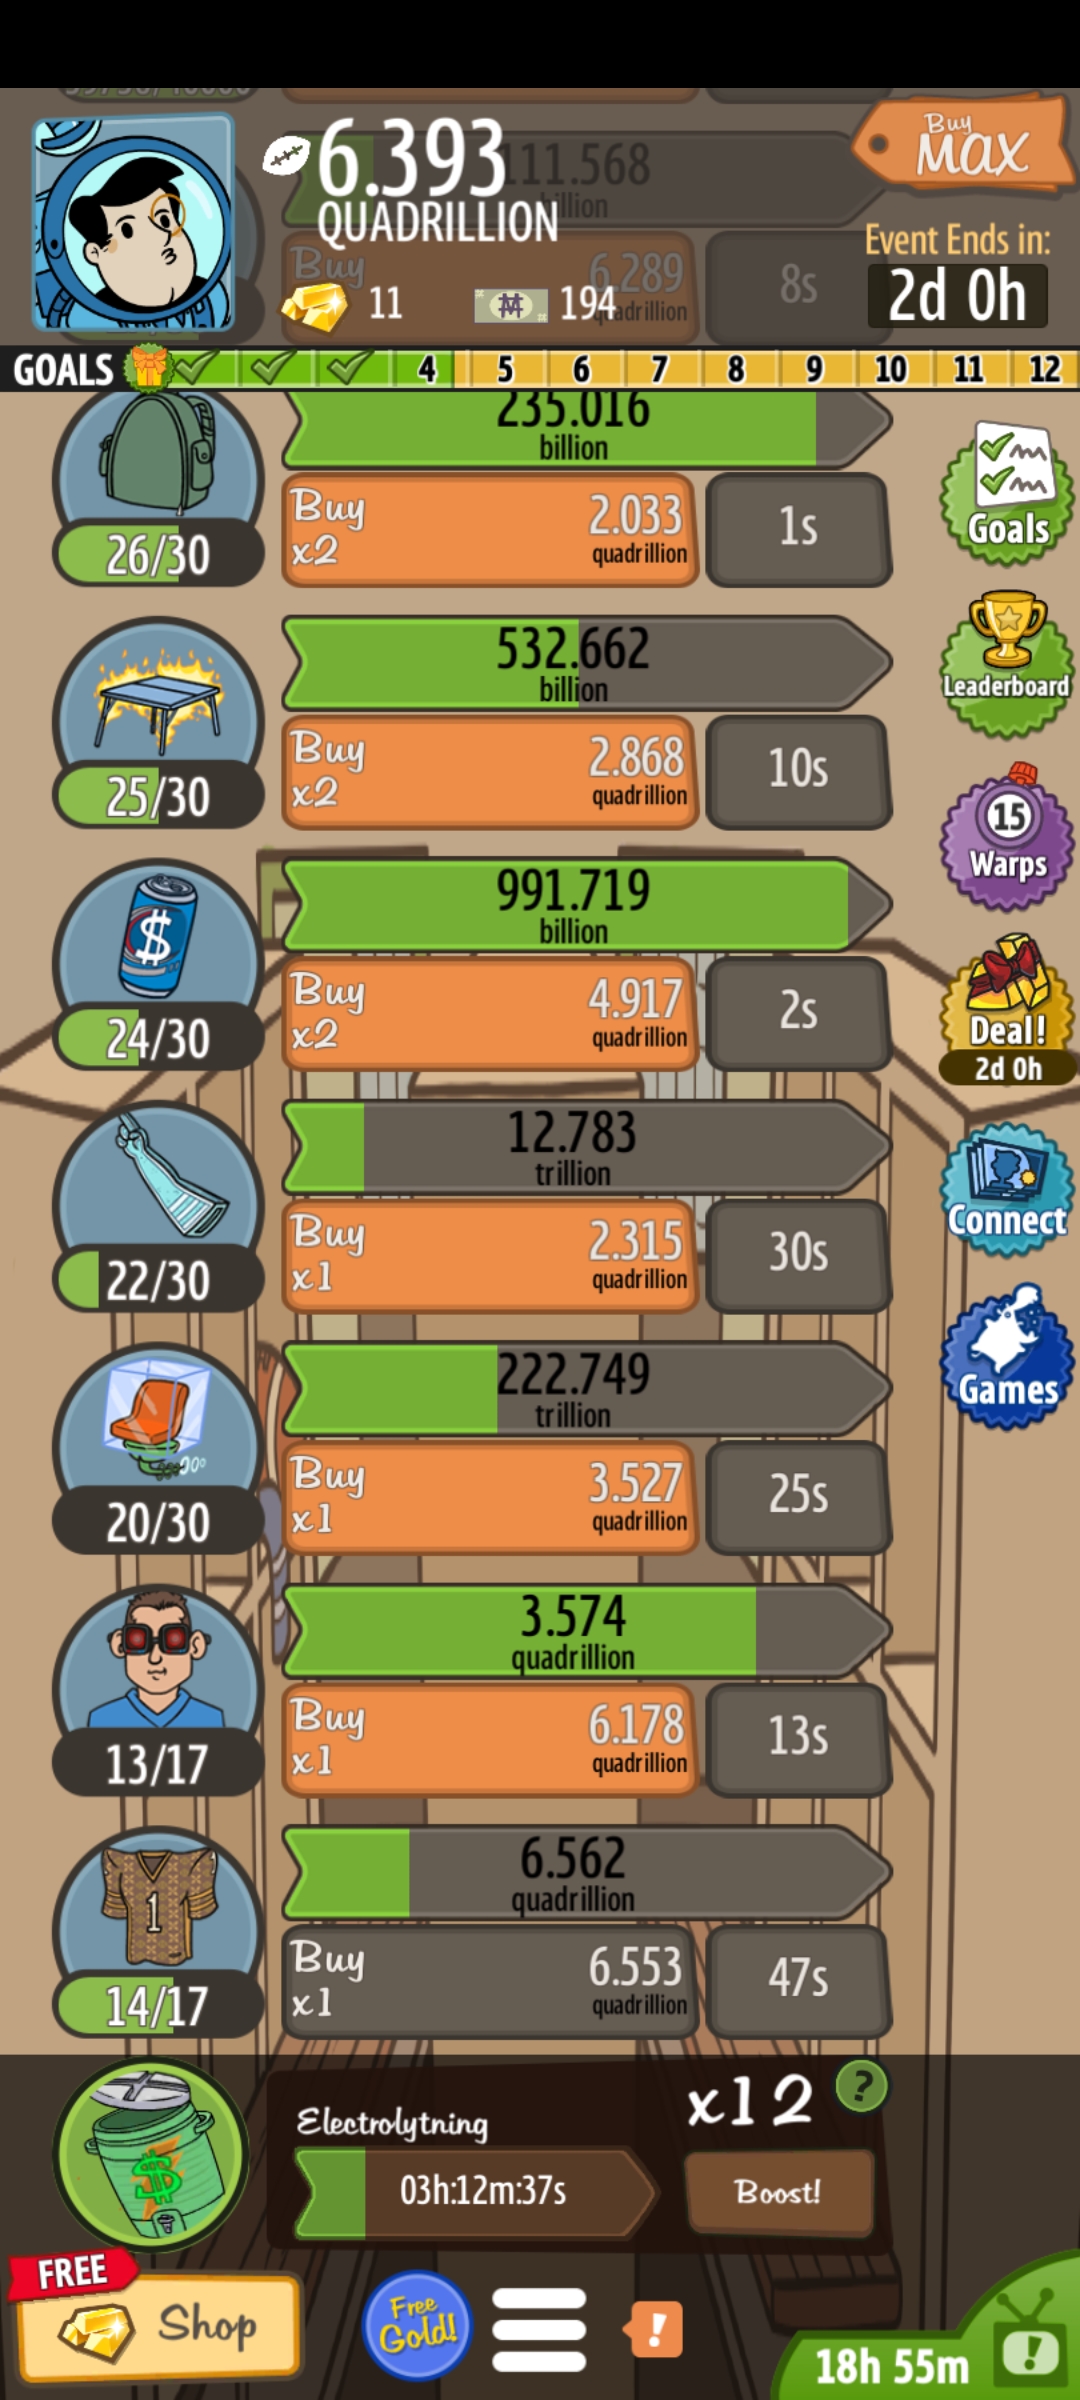 6.393
QUADRILLION
111.568
billion
Buy
MAX
Buy
6.289
quadrillion
8s
11
194
Event Ends in:
2d 0h
GOALS
4
5
6
7
8
9
10
11
12
235.016
billion
Buy
x2
2.033
quadrillion
1s
26/30
Goals
532.662
billion
Buy
x2
2.868
quadrillion
10s
25/30
Leaderboard
991.719
billion
Buy
x2
4.917
quadrillion
2s
24/30
15
Warps
Deal!
2d 0h
12.783
trillion
Buy
x1
2.315
quadrillion
30s
22/30
Connect
222.749
trillion
Buy
x1
3.527
quadrillion
25s
20/30
Games
3.574
quadrillion
Buy
x1
6.178
quadrillion
13s
13/17
1
6.562
quadrillion
Buy
x1
6.553
quadrillion
47s
14/17
Electrolytning
x12
?
03h:12m:37s
Boost!
$
FREE
Shop
Free
Gold!
!
18h 55m
!